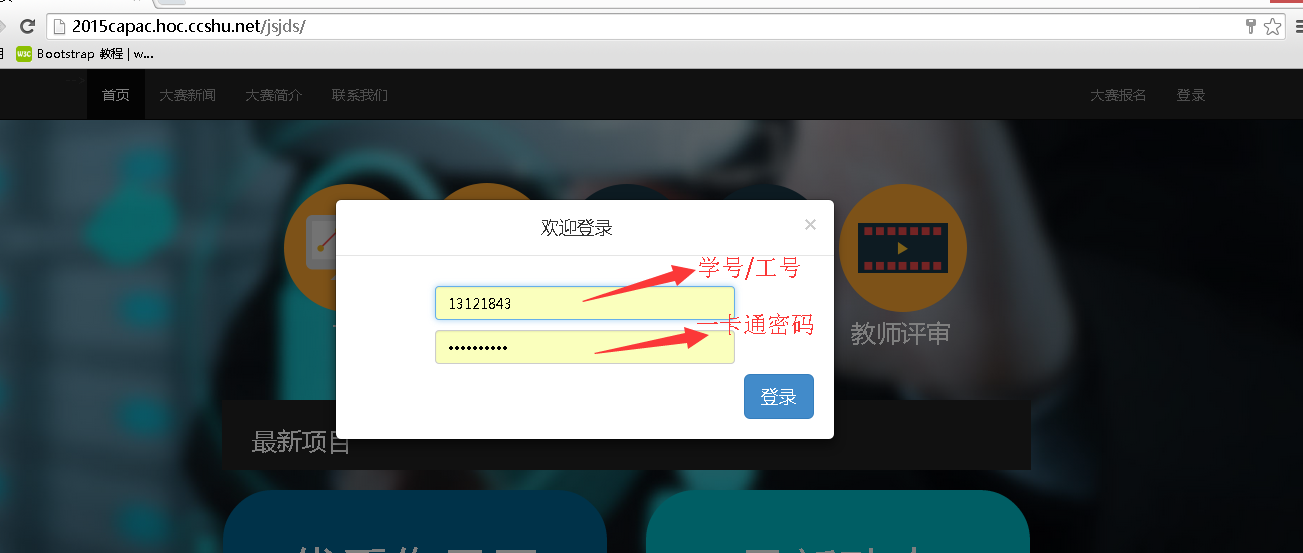 2015capac.hoc.ccshu.net/jsjds/
Bootstrap 教程 | w...
首页 大赛新闻 大赛简介 联系我们 大赛报名 登录
欢迎登录 ×
学号/工号
13121843
一卡通密码
••••••••••
教师评审
登录
最新项目